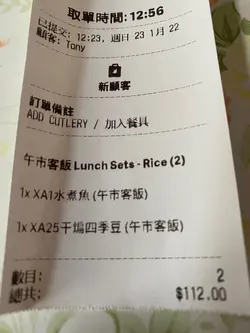 取單時間:12:56
已提交: 12:23, 週日 23 1月 22
顧客: Tony
新顧客
訂單備註
ADD CUTLERY / 加入餐具
午市客飯 Lunch Sets - Rice (2)
1x XA1水煮魚 (午市客飯)
1x XA25干煸四季豆 (午市客飯)
數目: 2
總共: $112.00